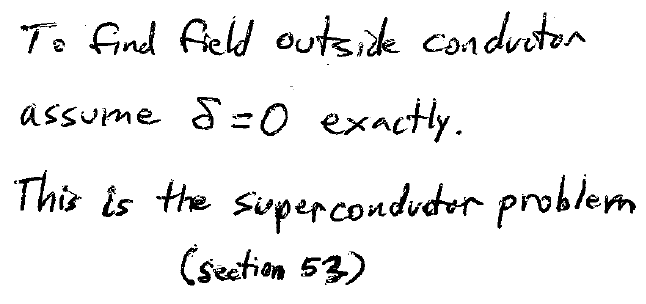 To find field outside conductor
assume δ=0 exactly.
This is the superconductor problem
(section 53)